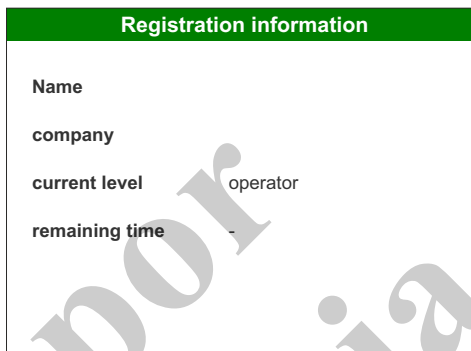 Registration information
Name
company
current level operator
remaining time -